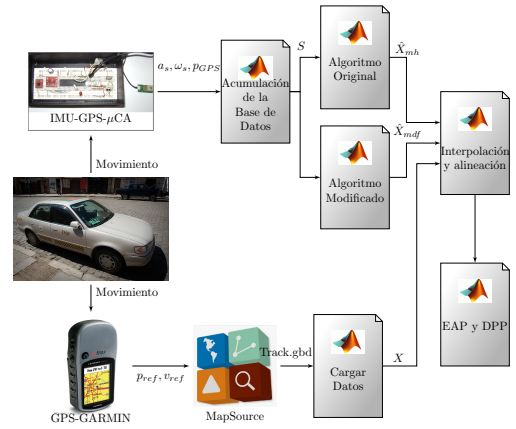 a_s, ω_s, p_GPS
S
Acumulación
de la
Base de
Datos
Algoritmo
Original
X̂_mh
IMU-GPS-μCA
X̂_mdf
Interpolación
y alineación
Movimiento
Algoritmo
Modificado
Movimiento
EAP y DPP
Track.gbd
X
p_ref, v_ref
Cargar
Datos
GPS-GARMIN
MapSource